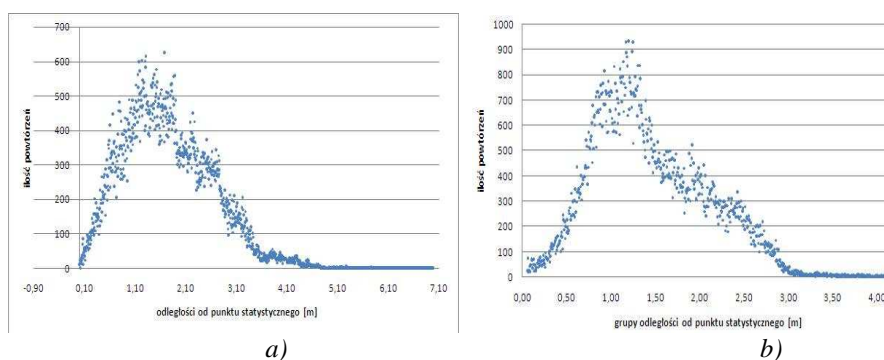 700
600
500
400
300
200
100
0
ilość powtórzeń
-0,90 0,10 1,10 2,10 3,10 4,10 5,10 6,10 7,10
odległości od punktu statystycznego [m]
a)
1000
900
800
700
600
500
400
300
200
100
0
ilość powtórzeń
0,00 0,50 1,00 1,50 2,00 2,50 3,00 3,50 4,00
grupy odległości od punktu statystycznego [m]
b)